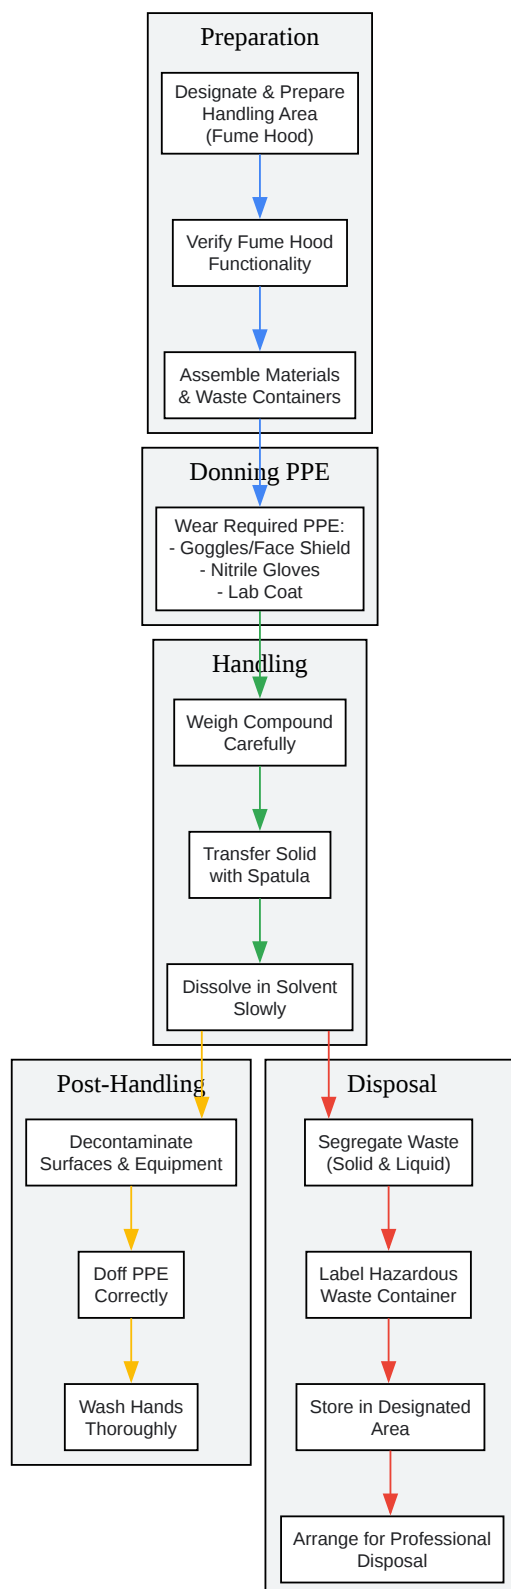 Preparation
Designate & Prepare
Handling Area
(Fume Hood)
Verify Fume Hood
Functionality
Assemble Materials
& Waste Containers
Donning PPE
Wear Required PPE:
- Goggles/Face Shield
- Nitrile Gloves
- Lab Coat
Handling
Weigh Compound
Carefully
Transfer Solid
with Spatula
Dissolve in Solvent
Slowly
Post-Handling
Decontaminate
Surfaces & Equipment
Doff PPE
Correctly
Wash Hands
Thoroughly
Disposal
Segregate Waste
(Solid & Liquid)
Label Hazardous
Waste Container
Store in Designated
Area
Arrange for Professional
Disposal